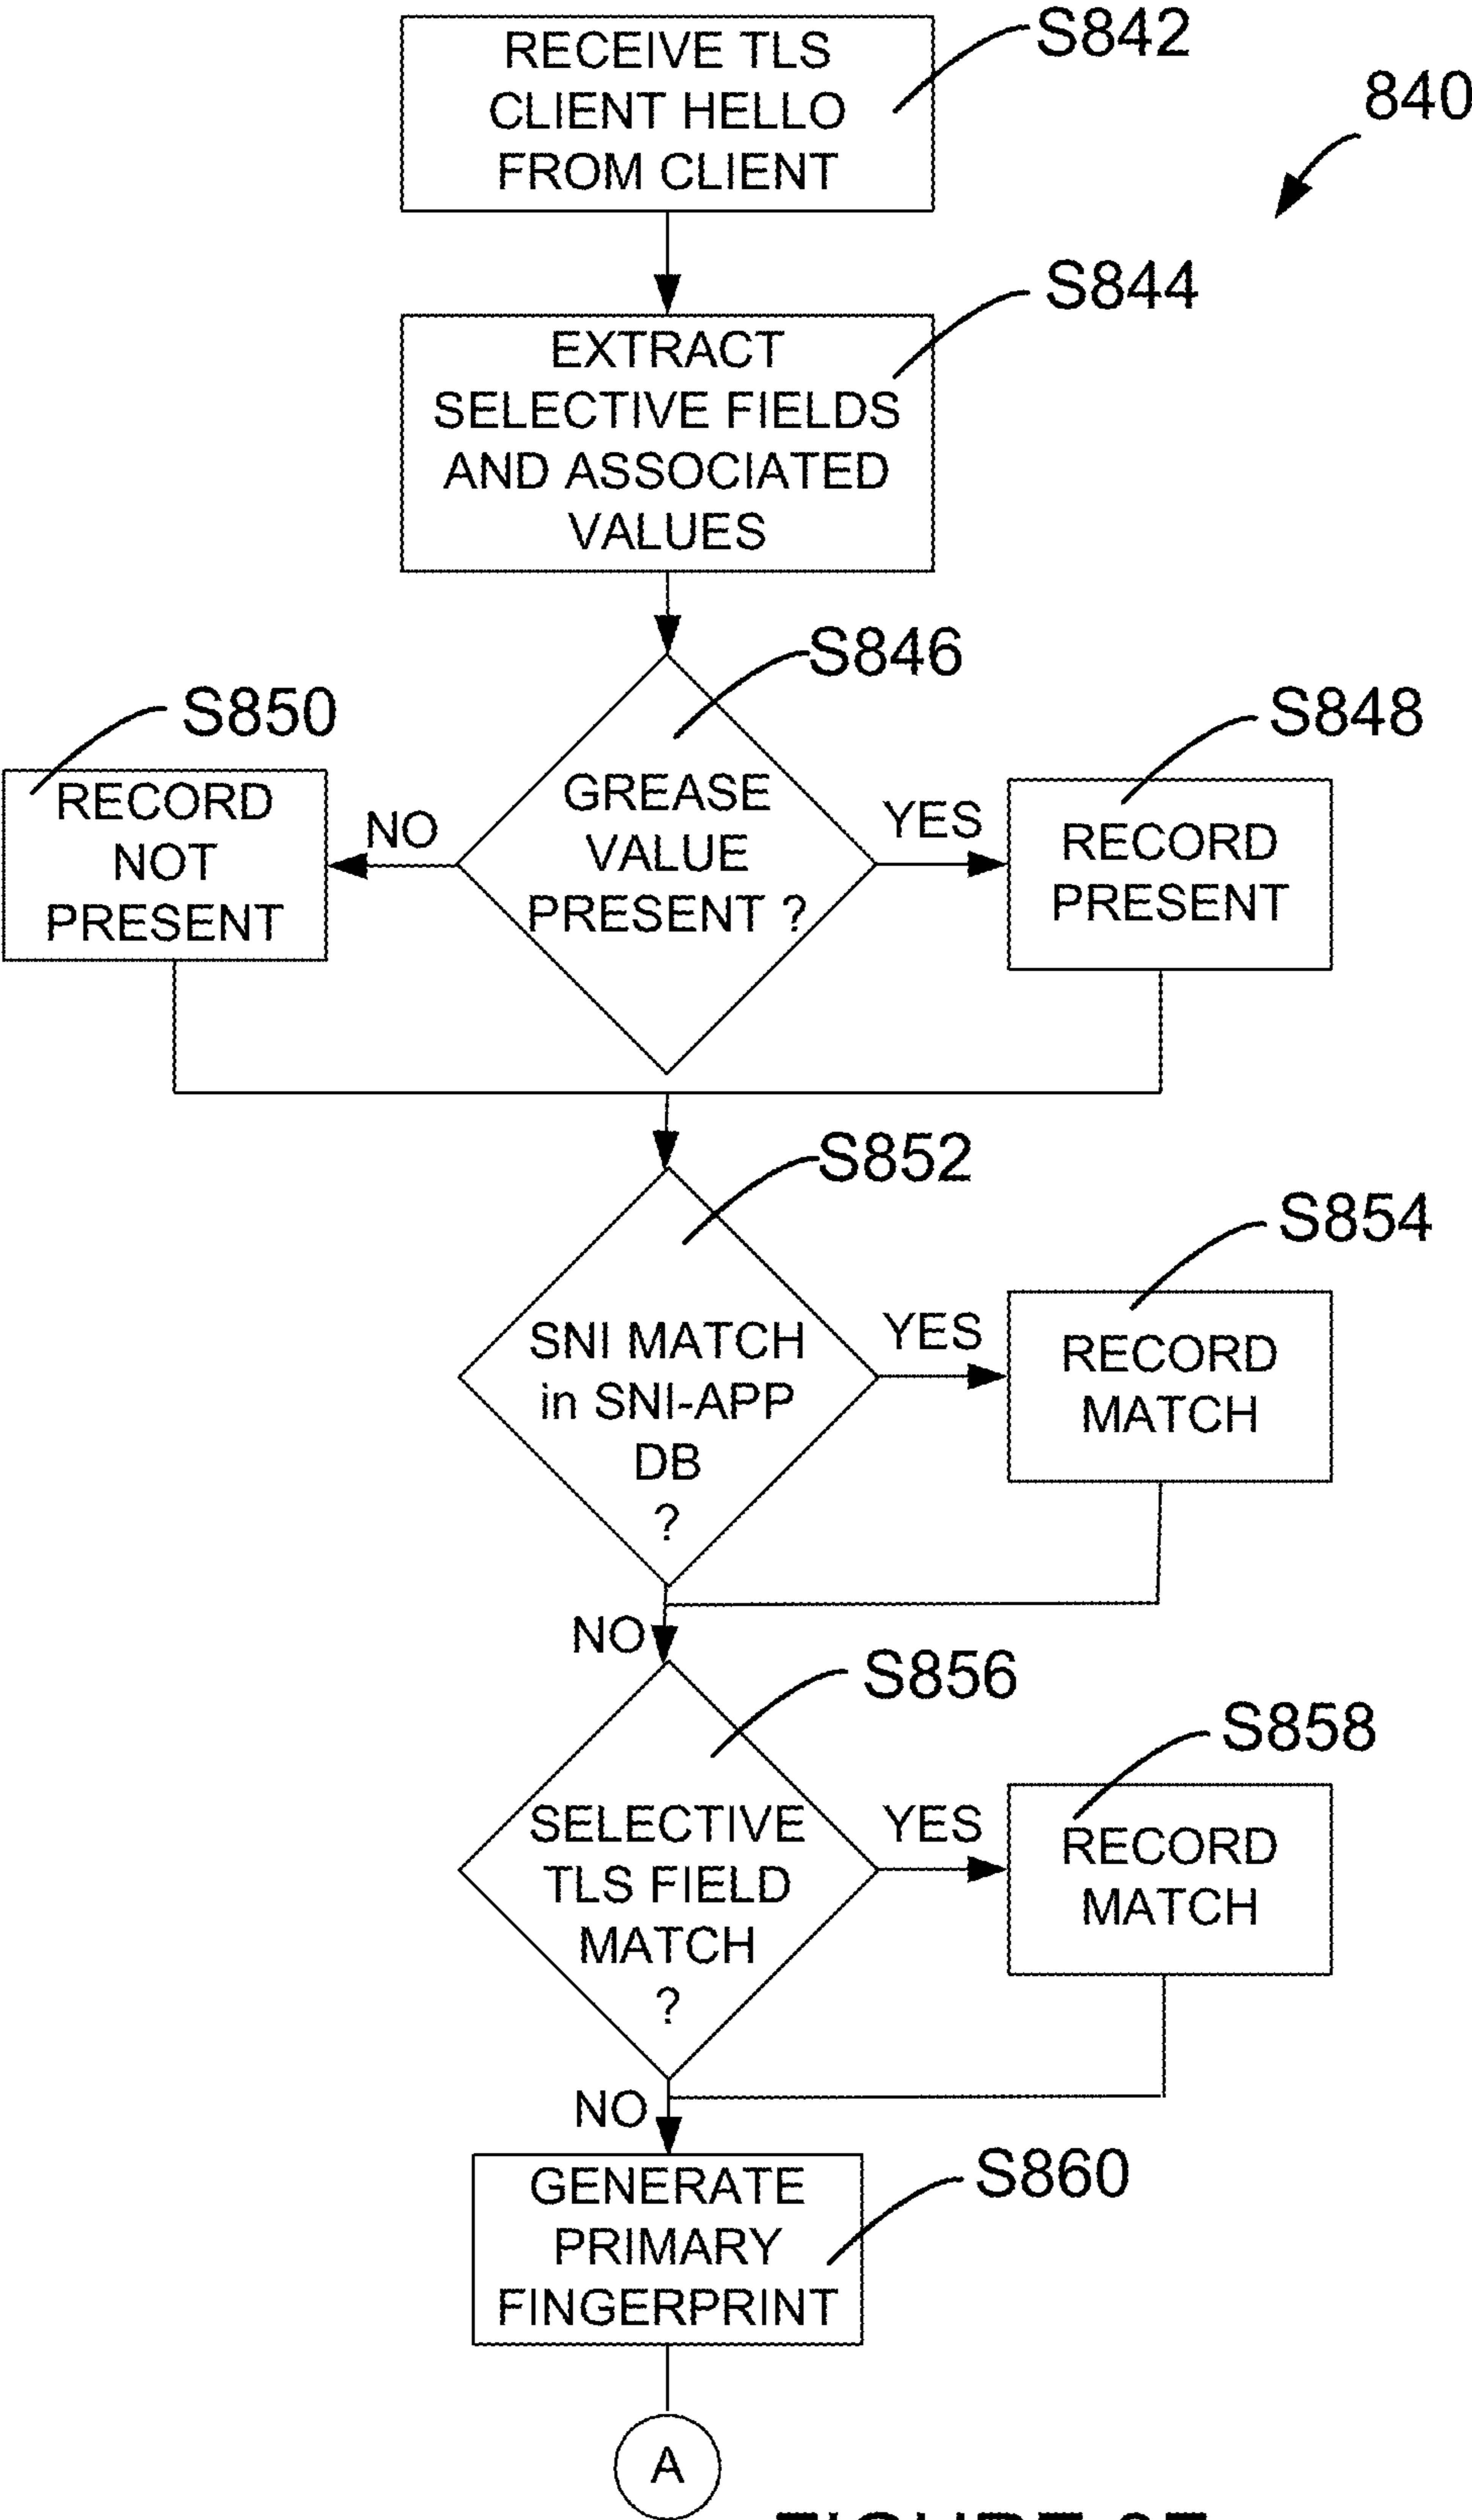 RECEIVE TLS
CLIENT HELLO
FROM CLIENT
S842
840
EXTRACT
SELECTIVE FIELDS
AND ASSOCIATED
VALUES
S844
S846
GREASE
VALUE
PRESENT ?
NO
S850
RECORD
NOT
PRESENT
YES
S848
RECORD
PRESENT
S852
SNI MATCH
in SNI-APP
DB
?
YES
S854
RECORD
MATCH
NO
S856
SELECTIVE
TLS FIELD
MATCH
?
YES
S858
RECORD
MATCH
NO
GENERATE
PRIMARY
FINGERPRINT
S860
A